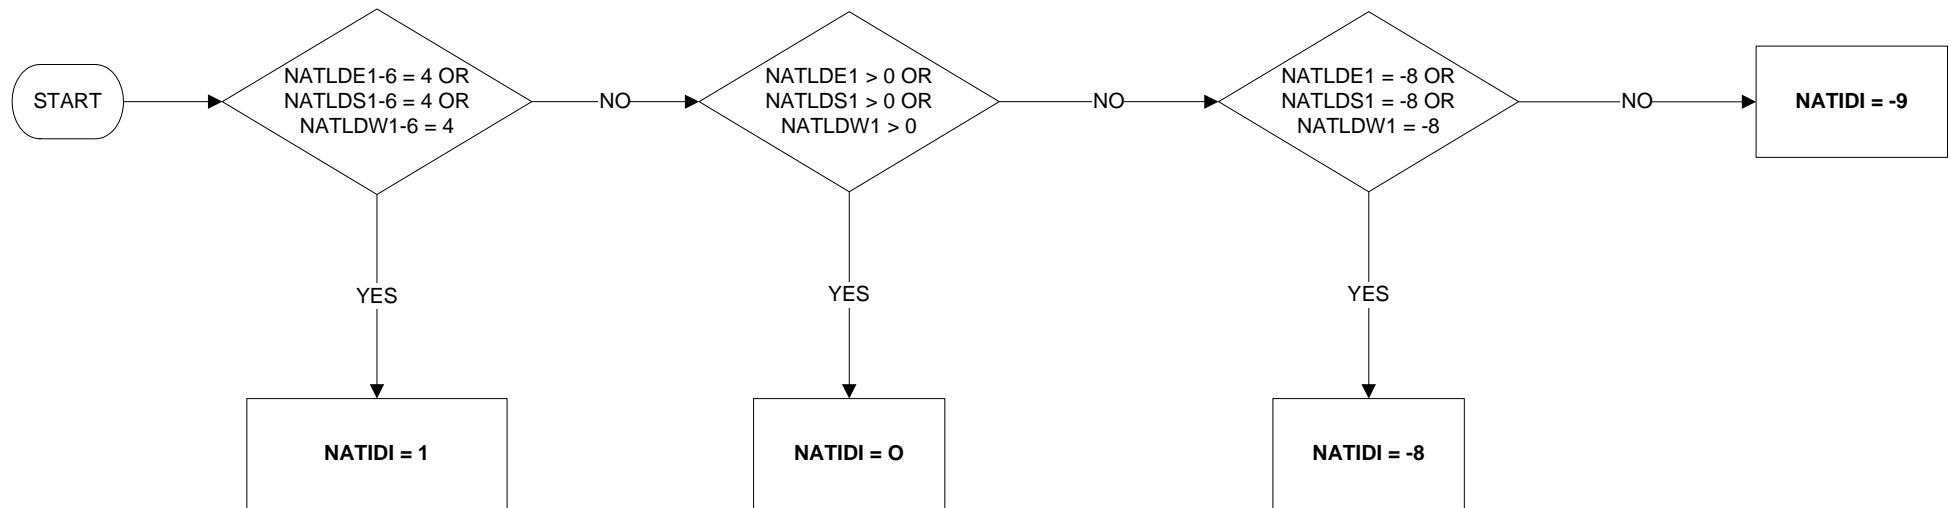 START
NATLDE1-6 = 4 OR
NATLDS1-6 = 4 OR
NATLDW1-6 = 4
NO
NATLDE1 > 0 OR
NATLDS1 > 0 OR
NATLDW1 > 0
NO
NATLDE1 = -8 OR
NATLDS1 = -8 OR
NATLDW1 = -8
NO
NATIDI = -9
YES
YES
YES
NATIDI = 1
NATIDI = O
NATIDI = -8